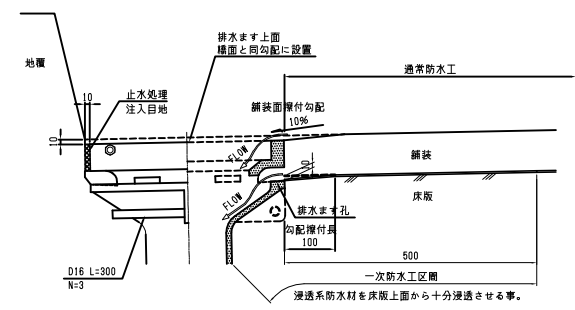 排水ます上面
橋面と同勾配に設置
地覆
通常防水工
10
止水処理
注入目地
舗装面擦付勾配
10%
10
FLOW
舗装
FLOW
床版
排水ます孔
勾配擦付長
100
500
D16 L=300
N=3
一次防水工区間
浸透系防水材を床版上面から十分浸透させる事。